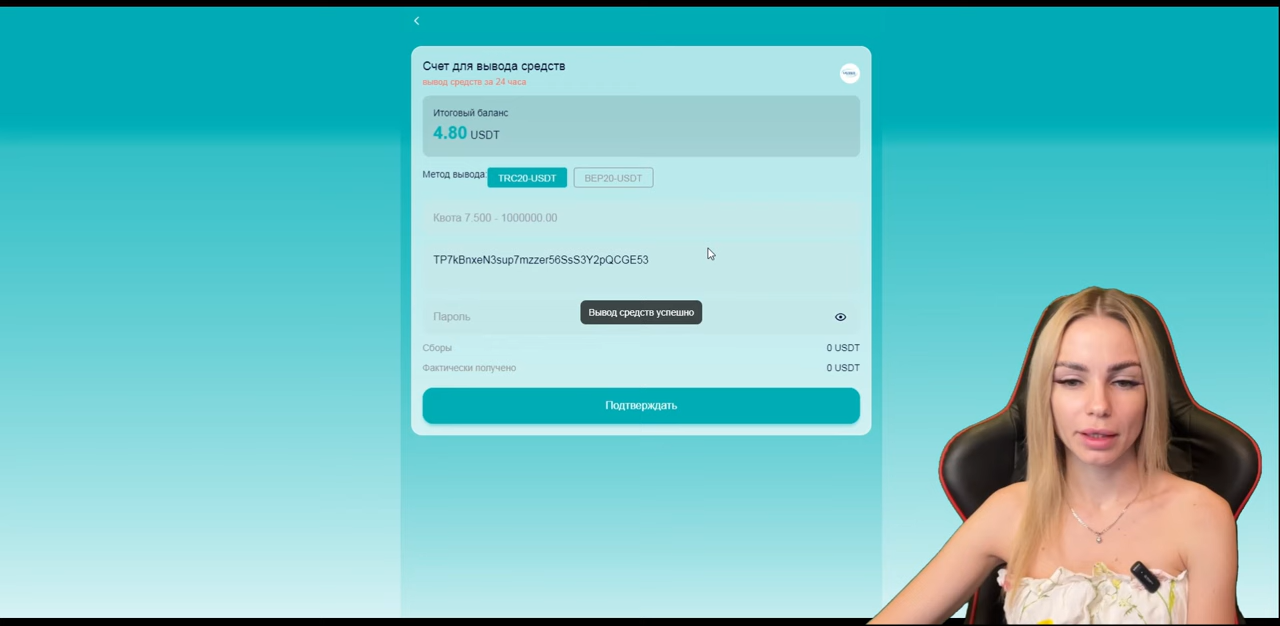 Счет для вывода средств
вывод средств за 24 часа
Итоговый баланс
4.80 USDT
Метод вывода: TRC20-USDT BEP20-USDT
Квота 7.500 - 1000000.00
TP7kBnxeN3sup7mzzer56SsS3Y2pQCGE53
Пароль
Вывод средств успешно
Сборы 0 USDT
Фактически получено 0 USDT
Подтверждать